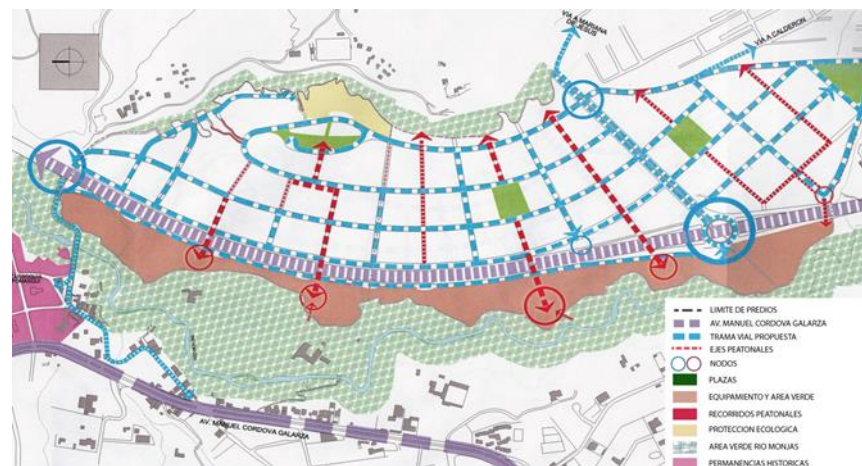 VIA A MARIANA
DE JESUS
VIA A CALDERON
AV. MANUEL CORDOVA GALARZA
LIMITE DE PREDIOS
AV. MANUEL CORDOVA GALARZA
TRAMA VIAL PROPUESTA
EJES PEATONALES
NODOS
PLAZAS
EQUIPAMIENTO Y AREA VERDE
RECORRIDOS PEATONALES
PROTECCION ECOLOGICA
AREA VERDE RIO MONJAS
PERMANENCIAS HISTORICAS